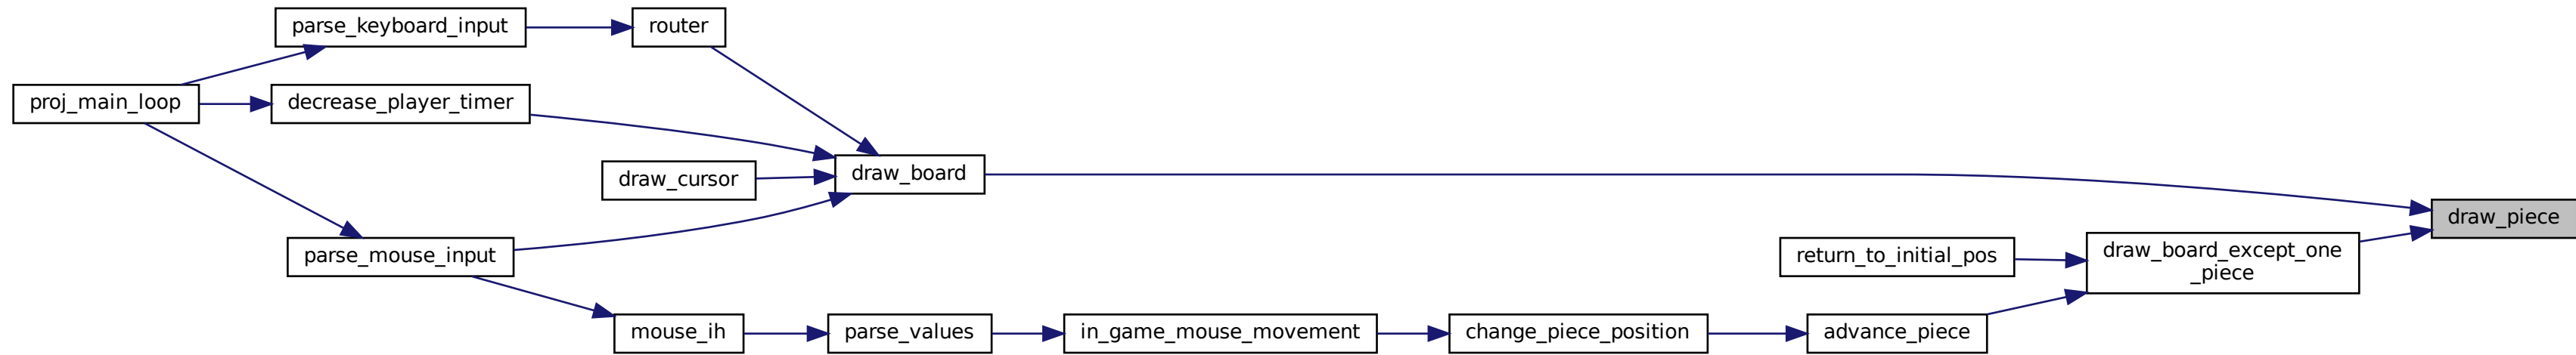 parse_keyboard_input
router
proj_main_loop
decrease_player_timer
draw_cursor
draw_board
draw_piece
parse_mouse_input
return_to_initial_pos
draw_board_except_one
_piece
mouse_ih
parse_values
in_game_mouse_movement
change_piece_position
advance_piece